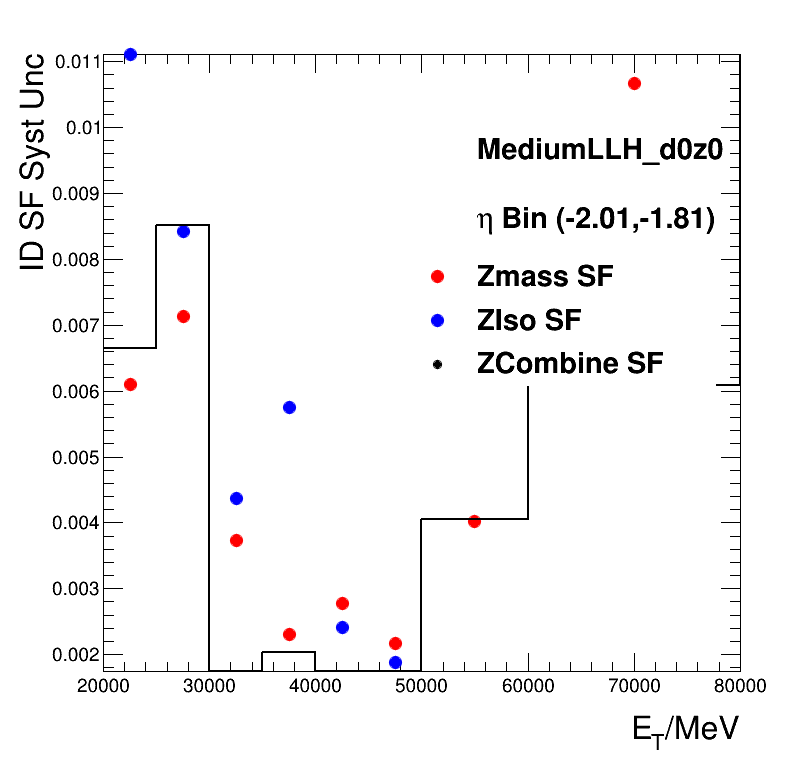 ID SF Syst Unc
0.011
0.01
0.009
0.008
0.007
0.006
0.005
0.004
0.003
0.002
MediumLLH_d0z0
η Bin (-2.01,-1.81)
Zmass SF
ZIso SF
ZCombine SF
20000 30000 40000 50000 60000 70000 80000
E_T/MeV